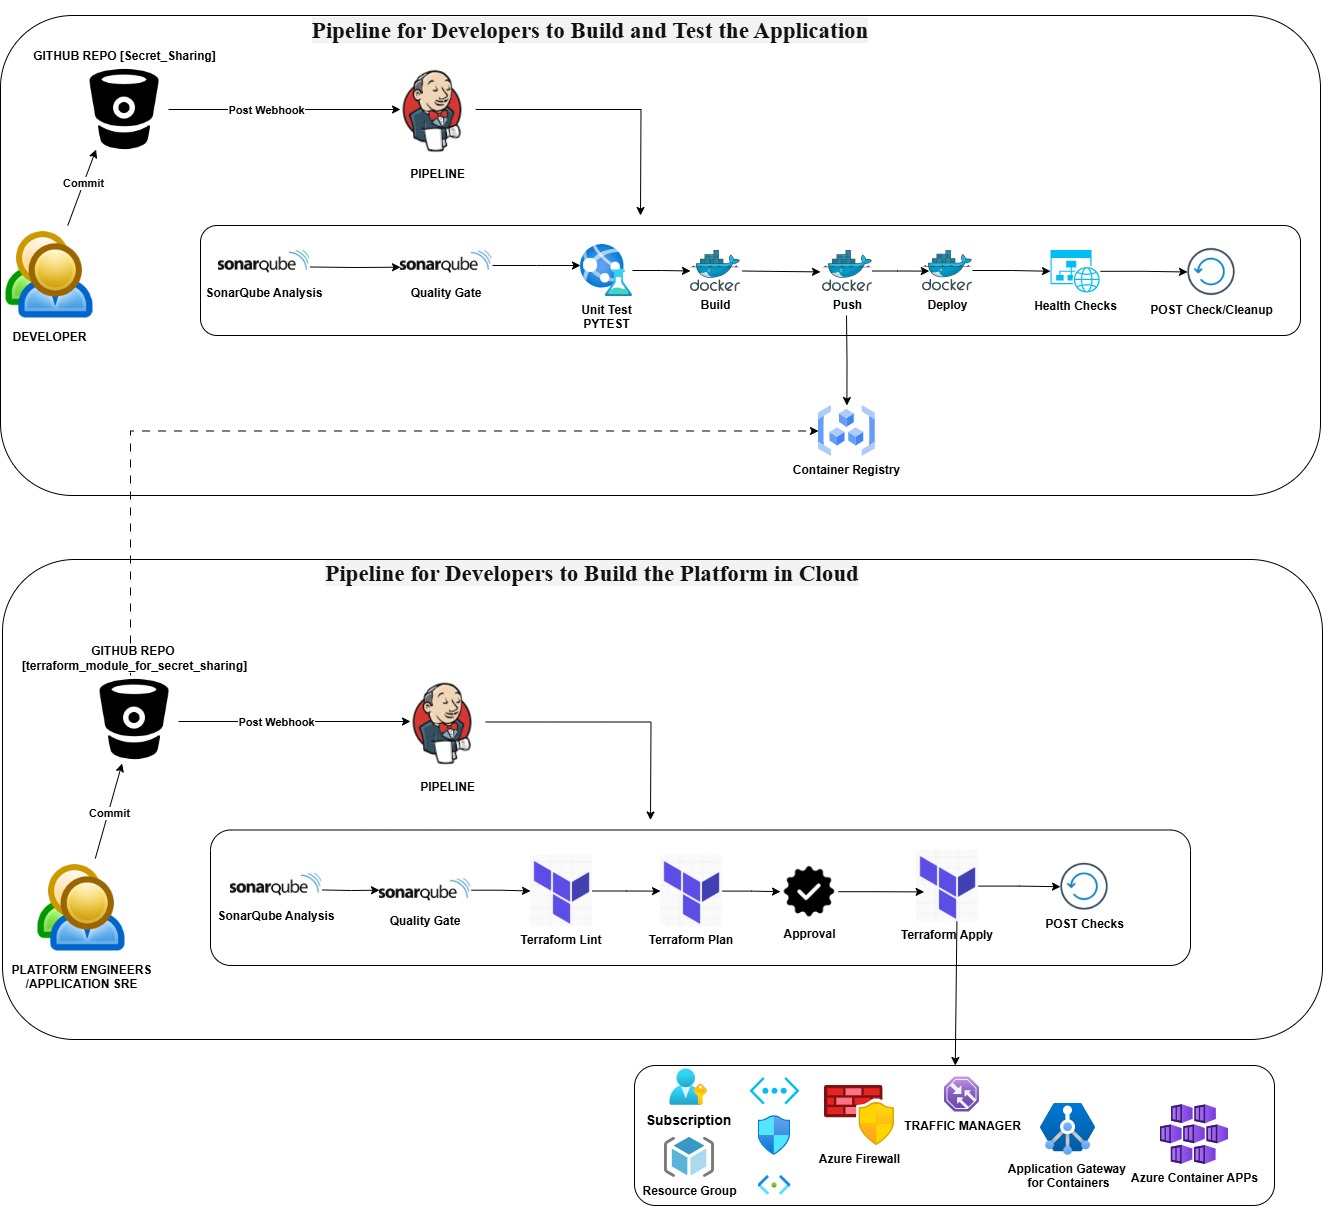 Pipeline for Developers to Build and Test the Application
GITHUB REPO [Secret_Sharing]
Post Webhook
PIPELINE
Commit
DEVELOPER
sonarqube
SonarQube Analysis
sonarqube
Quality Gate
Unit Test
PYTEST
docker
Build
docker
Push
docker
Deploy
Health Checks
POST Check/Cleanup
Container Registry
Pipeline for Developers to Build the Platform in Cloud
GITHUB REPO
[terraform_module_for_secret_sharing]
Post Webhook
PIPELINE
Commit
PLATFORM ENGINEERS
/APPLICATION SRE
sonarqube
SonarQube Analysis
sonarqube
Quality Gate
Terraform Lint
Terraform Plan
Approval
Terraform Apply
POST Checks
Subscription
Resource Group
Azure Firewall
TRAFFIC MANAGER
Application Gateway
for Containers
Azure Container APPs